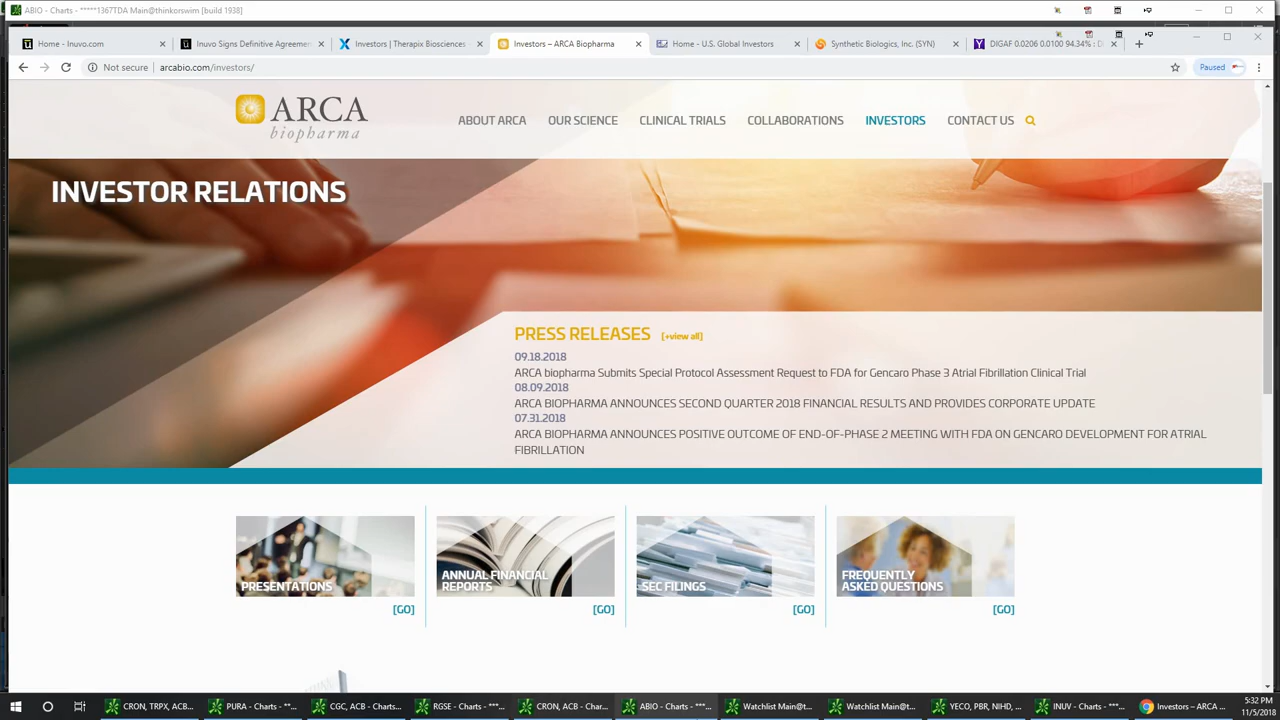 ABIO - Charts - *****1367TDA Main@thinkorswim [build 1938]
Home - Inuvo.com
Inuvo Signs Definitive Agreemen
Investors | Therapix Biosciences
Investors – ARCA Biopharma
Home - U.S. Global Investors
Synthetic Biologics, Inc. (SYN)
DIGAF 0.0206 0.0100 94.34% : D
Not secure | arcabio.com/investors/
Paused
ARCA
biopharma
ABOUT ARCA
OUR SCIENCE
CLINICAL TRIALS
COLLABORATIONS
INVESTORS
CONTACT US
INVESTOR RELATIONS
PRESS RELEASES [+view all]
09.18.2018
ARCA biopharma Submits Special Protocol Assessment Request to FDA for Gencaro Phase 3 Atrial Fibrillation Clinical Trial
08.09.2018
ARCA BIOPHARMA ANNOUNCES SECOND QUARTER 2018 FINANCIAL RESULTS AND PROVIDES CORPORATE UPDATE
07.31.2018
ARCA BIOPHARMA ANNOUNCES POSITIVE OUTCOME OF END-OF-PHASE 2 MEETING WITH FDA ON GENCARO DEVELOPMENT FOR ATRIAL
FIBRILLATION
PRESENTATIONS
[GO]
ANNUAL FINANCIAL
REPORTS
[GO]
SEC FILINGS
[GO]
FREQUENTLY
ASKED QUESTIONS
[GO]
CRON, TRPX, ACB...
PURA - Charts - **...
CGC, ACB - Charts...
RGSE - Charts - ***...
CRON, ACB - Char...
ABIO - Charts - ***...
Watchlist Main@t...
Watchlist Main@t...
YECO, PBR, NIHD, ...
INUV - Charts - ***...
Investors – ARCA ...
5:32 PM
11/5/2018